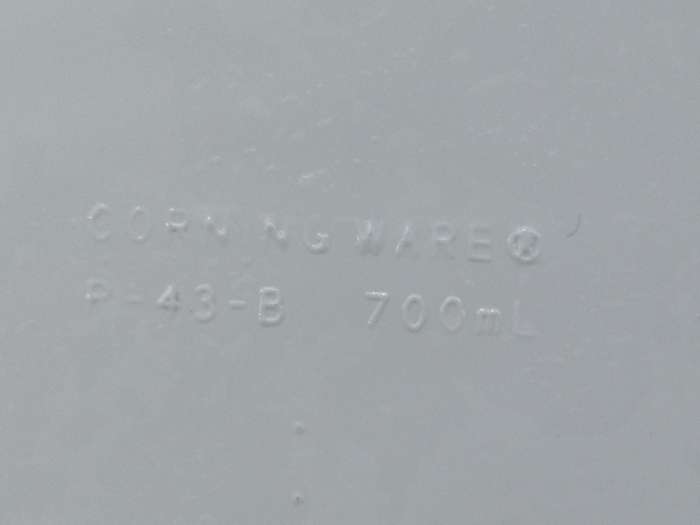 CORNING WARE®
P-43-B 700mL